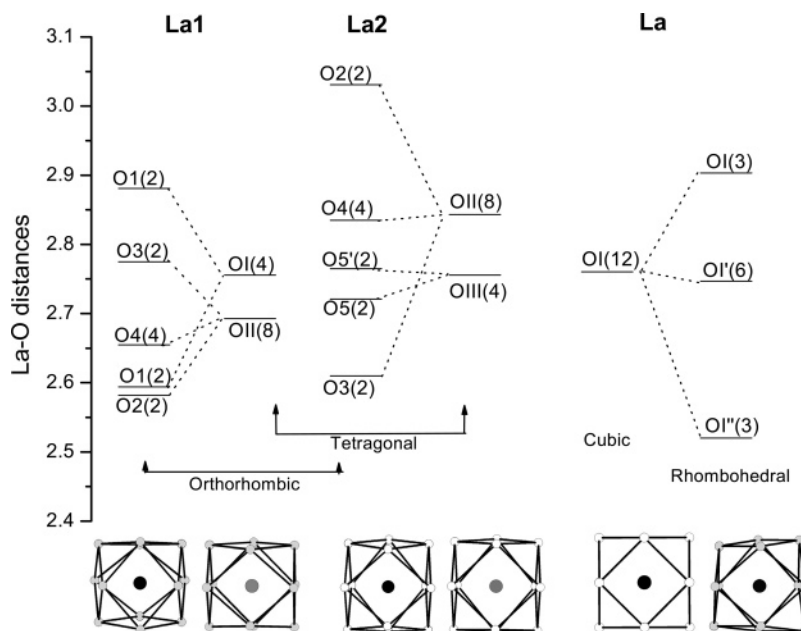 La1 La2 La
3.1
3.0
2.9
2.8
2.7
2.6
2.5
2.4
La-O distances
O1(2)
O3(2)
O4(4)
O1(2)
O2(2)
OI(4)
OII(8)
O2(2)
O4(4)
O5'(2)
O5(2)
O3(2)
OII(8)
OIII(4)
OI(12)
OI(3)
OI'(6)
OI"(3)
Tetragonal
Orthorhombic
Cubic
Rhombohedral